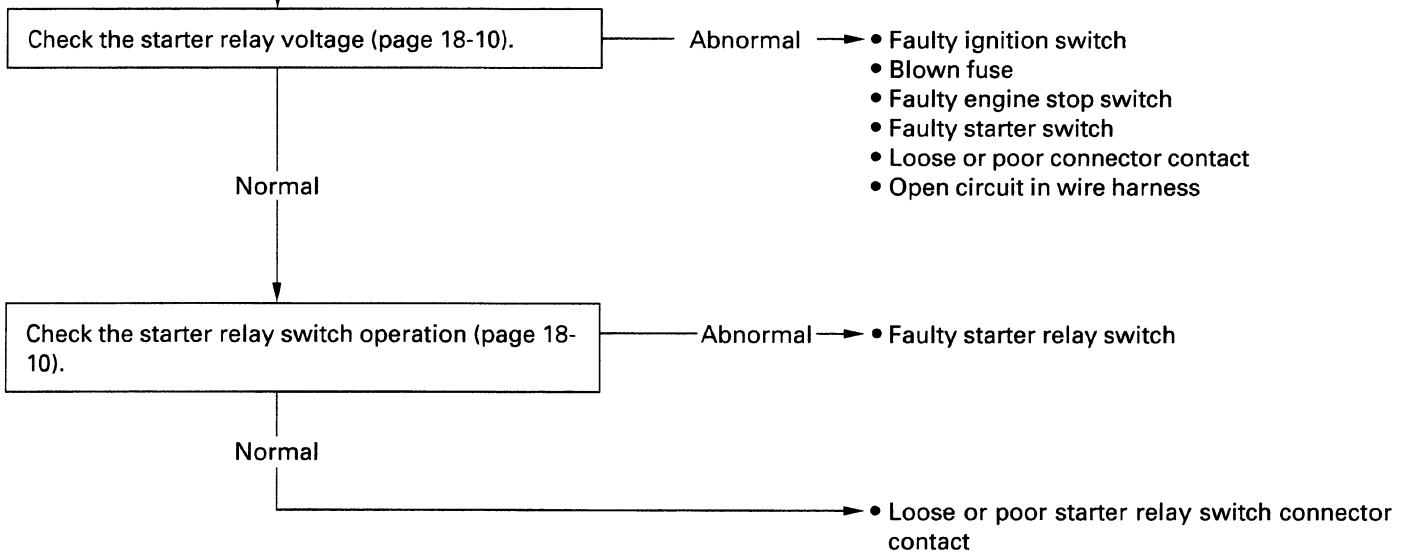 Check the starter relay voltage (page 18-10).
Abnormal
• Faulty ignition switch
• Blown fuse
• Faulty engine stop switch
• Faulty starter switch
• Loose or poor connector contact
• Open circuit in wire harness
Normal
Check the starter relay switch operation (page 18-
10).
Abnormal
• Faulty starter relay switch
Normal
• Loose or poor starter relay switch connector
contact